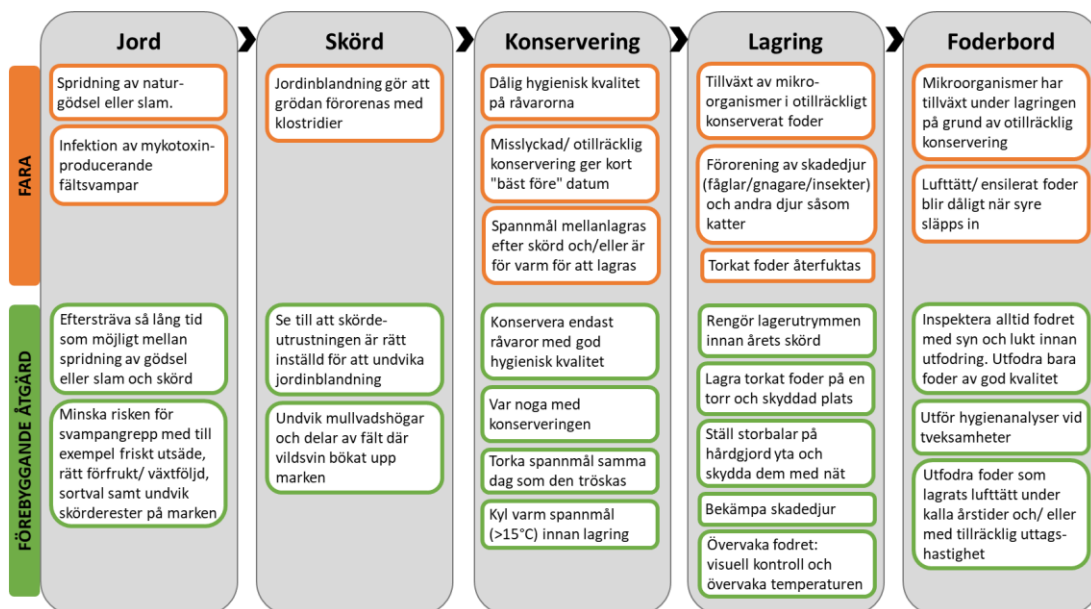 Jord
Skörd
Konservering
Lagring
Foderbord
FARA
Spridning av natur-
gödsel eller slam.
Infektion av mykotoxin-
producerande
fältsvampar
Jordinblandning gör att
grödan förorenas med
klostridier
Dålig hygienisk kvalitet
på råvarorna
Misslyckad/ otillräcklig
konservering ger kort
"bäst före" datum
Spannmål mellanlagras
efter skörd och/eller är
för varm för att lagras
Tillväxt av mikro-
organismer i otillräckligt
konserverat foder
Förorening av skadedjur
(fåglar/gnagare/insekter)
och andra djur såsom
katter
Torkat foder återfuktas
Mikroorganismer har
tillväxt under lagringen
på grund av otillräcklig
konservering
Lufttätt/ ensilerat foder
blir dåligt när syre
släpps in
FÖREBYGGANDE ÅTGÄRD
Eftersträva så lång tid
som möjligt mellan
spridning av gödsel
eller slam och skörd
Minska risken för
svampangrepp med till
exempel friskt utsäde,
rätt förfrukt/ växtföljd,
sortval samt undvik
skörderester på marken
Se till att skörde-
utrustningen är rätt
inställd för att undvika
jordinblandning
Undvik mullvadshögar
och delar av fält där
vildsvin bökat upp
marken
Konservera endast
råvaror med god
hygienisk kvalitet
Var noga med
konserveringen
Torka spannmål samma
dag som den tröskas
Kyl varm spannmål
(>15°C) innan lagring
Rengör lagerutrymmen
innan årets skörd
Lagra torkat foder på en
torr och skyddad plats
Ställ storbalar på
hårdgjord yta och
skydda dem med nät
Bekämpa skadedjur
Övervaka fodret:
visuell kontroll och
övervaka temperaturen
Inspektera alltid fodret
med syn och lukt innan
utfodring. Utfodra bara
foder av god kvalitet
Utför hygienanalyser vid
tveksamheter
Utfodra foder som
lagrats lufttätt under
kalla årstider och/ eller
med tillräcklig uttags-
hastighet